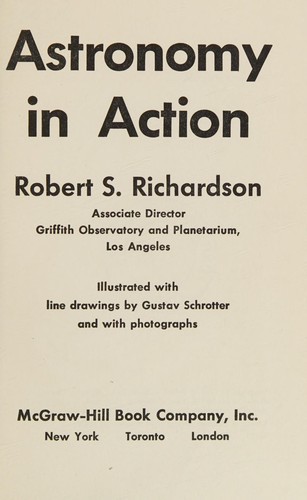 Astronomy
in Action
Robert S. Richardson
Associate Director
Griffith Observatory and Planetarium,
Los Angeles
Illustrated with
line drawings by Gustav Schrotter
and with photographs
McGraw-Hill Book Company, Inc.
New York Toronto London